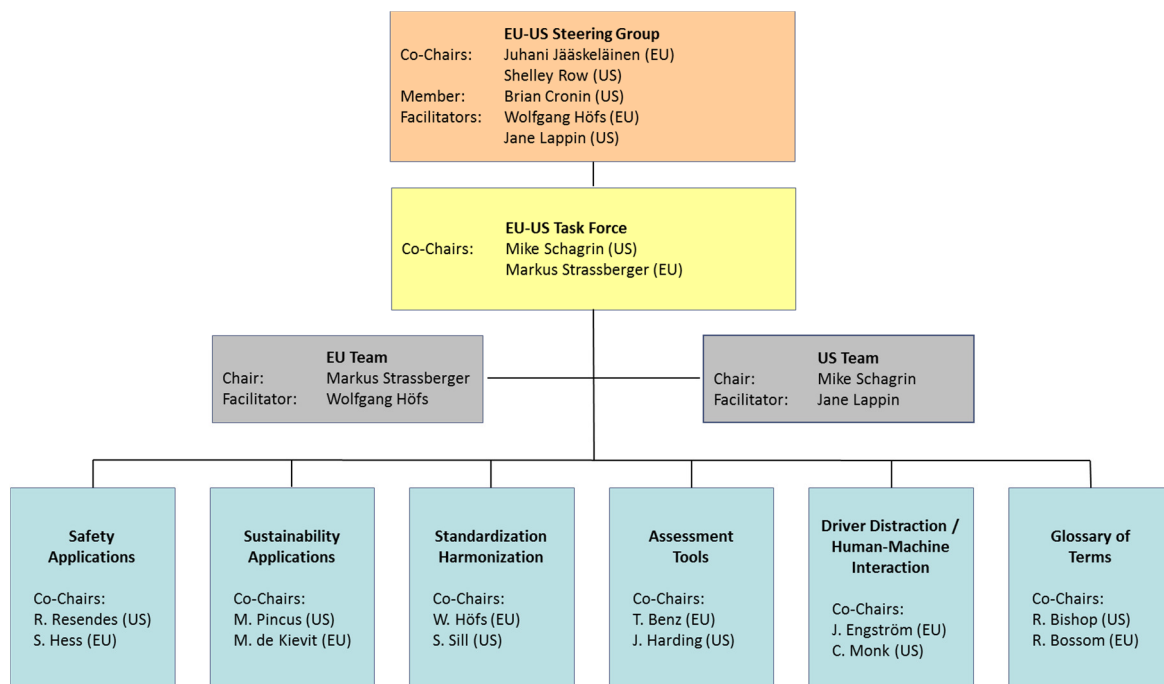 EU-US Steering Group
Co-Chairs: Juhani Jääskeläinen (EU)
Shelley Row (US)
Member: Brian Cronin (US)
Facilitators: Wolfgang Höfs (EU)
Jane Lappin (US)
EU-US Task Force
Co-Chairs: Mike Schagrin (US)
Markus Strassberger (EU)
EU Team
Chair: Markus Strassberger
Facilitator: Wolfgang Höfs
US Team
Chair: Mike Schagrin
Facilitator: Jane Lappin
Safety
Applications
Co-Chairs:
R. Resendes (US)
S. Hess (EU)
Sustainability
Applications
Co-Chairs:
M. Pincus (US)
M. de Kievit (EU)
Standardization
Harmonization
Co-Chairs:
W. Höfs (EU)
S. Sill (US)
Assessment
Tools
Co-Chairs:
T. Benz (EU)
J. Harding (US)
Driver Distraction /
Human-Machine
Interaction
Co-Chairs:
J. Engström (EU)
C. Monk (US)
Glossary of
Terms
Co-Chairs:
R. Bishop (US)
R. Bossom (EU)